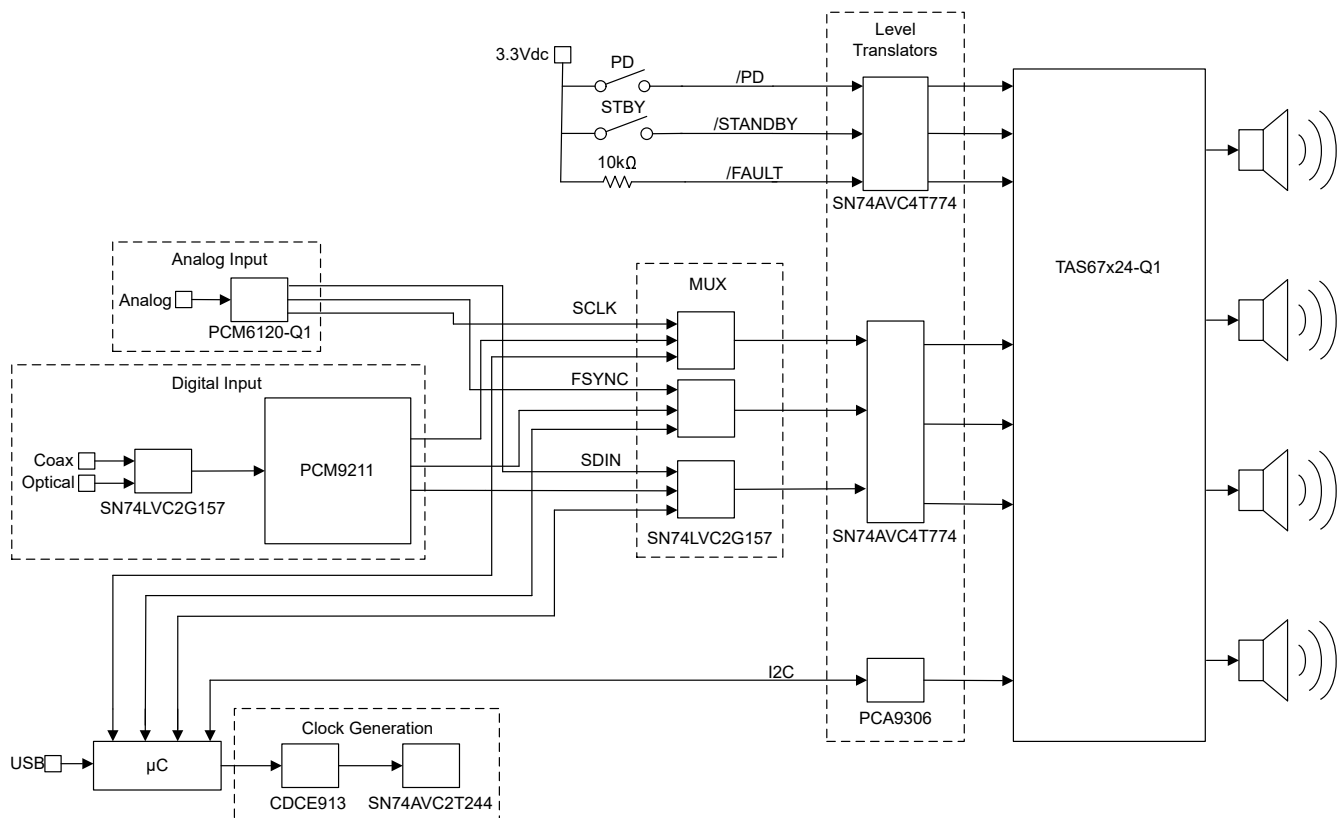 Level
Translators
3.3Vdc
PD
/PD
STBY
/STANDBY
10kΩ
/FAULT
SN74AVC4T774
TAS67x24-Q1
Analog Input
Analog
PCM6120-Q1
MUX
SCLK
FSYNC
SDIN
SN74LVC2G157
SN74AVC4T774
Digital Input
Coax
Optical
SN74LVC2G157
PCM9211
I2C
PCA9306
USB
µC
Clock Generation
CDCE913
SN74AVC2T244